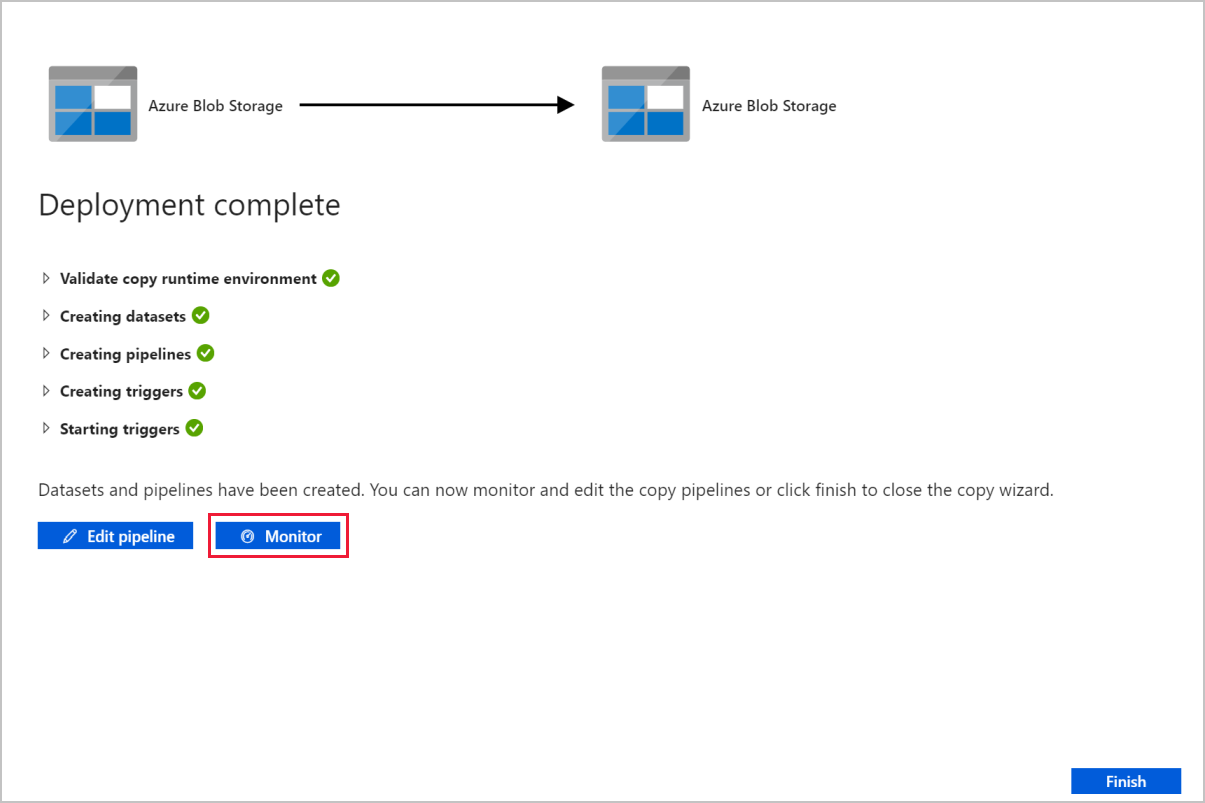 Azure Blob Storage
Azure Blob Storage
Deployment complete
Validate copy runtime environment
Creating datasets
Creating pipelines
Creating triggers
Starting triggers
Datasets and pipelines have been created. You can now monitor and edit the copy pipelines or click finish to close the copy wizard.
Edit pipeline
Monitor
Finish